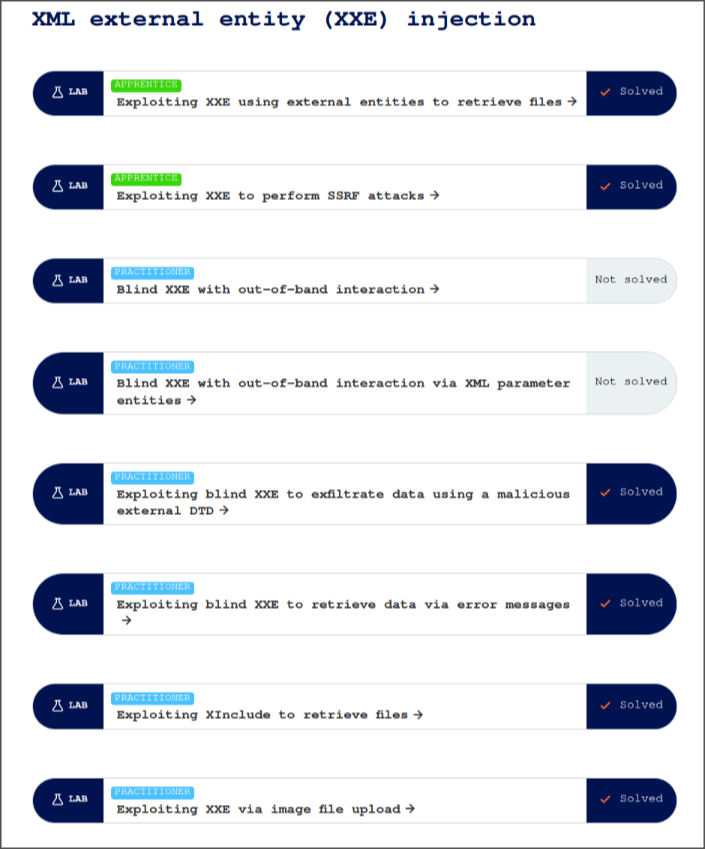 XML external entity (XXE) injection
APPRENTICE
LAB
Exploiting XXE using external entities to retrieve files →
Solved
APPRENTICE
LAB
Exploiting XXE to perform SSRF attacks →
Solved
PRACTITIONER
LAB
Blind XXE with out-of-band interaction →
Not solved
PRACTITIONER
LAB
Blind XXE with out-of-band interaction via XML parameter
entities →
Not solved
PRACTITIONER
LAB
Exploiting blind XXE to exfiltrate data using a malicious
external DTD →
Solved
PRACTITIONER
LAB
Exploiting blind XXE to retrieve data via error messages
→
Solved
PRACTITIONER
LAB
Exploiting XInclude to retrieve files →
Solved
PRACTITIONER
LAB
Exploiting XXE via image file upload →
Solved